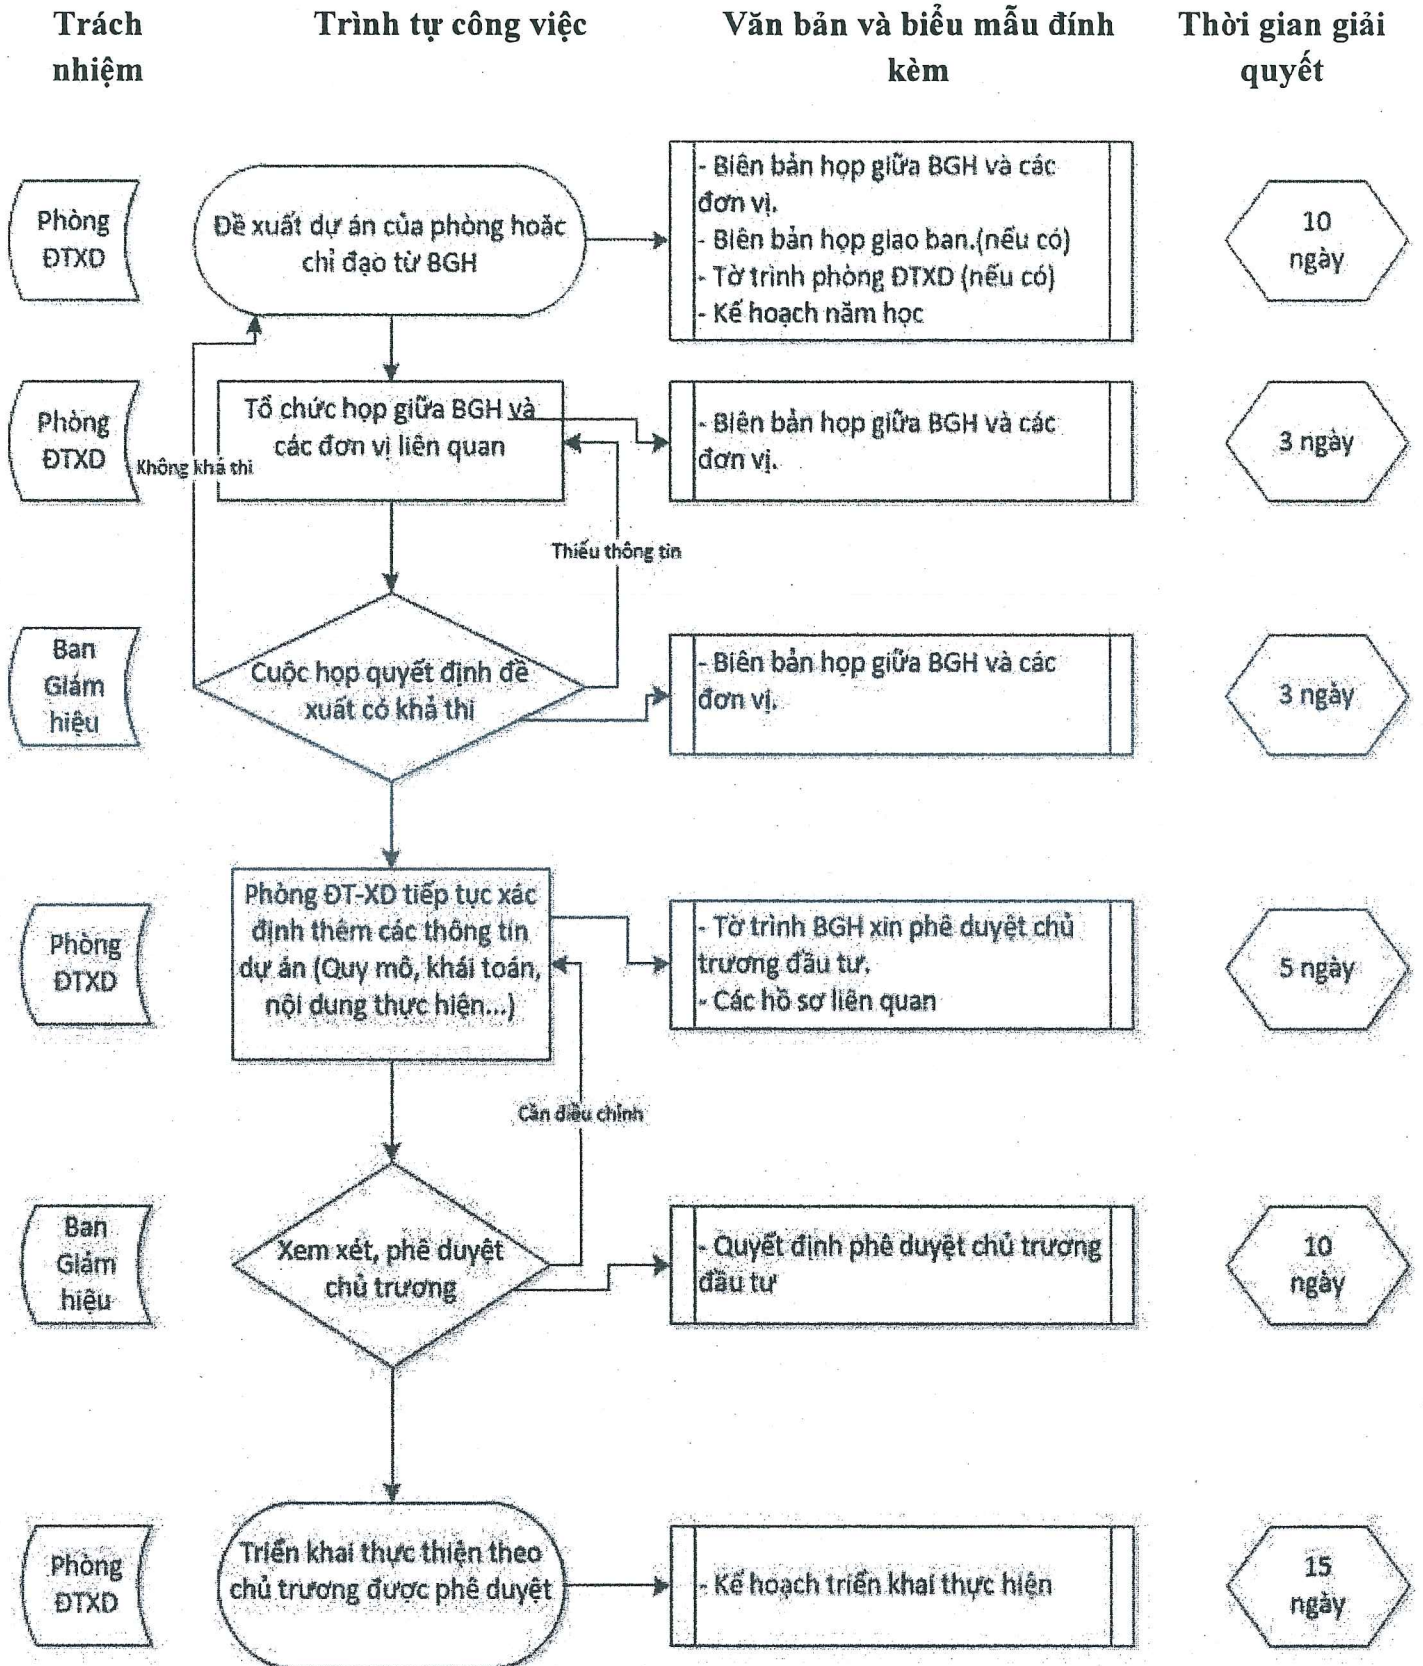 Trách
nhiệm
Trình tự công việc
Văn bản và biểu mẫu đính
kèm
Thời gian giải
quyết
Phòng
ĐTXD
Đề xuất dự án của phòng hoặc
chỉ đạo từ BGH
- Biên bản họp giữa BGH và các
đơn vị.
- Biên bản họp giao ban.(nếu có)
- Tờ trình phòng ĐTXD (nếu có)
- Kế hoạch năm học
10
ngày
Phòng
ĐTXD
Không khả thi
Tổ chức họp giữa BGH và
các đơn vị liên quan
- Biên bản họp giữa BGH và các
đơn vị.
3 ngày
Thiếu thông tin
Ban
Giám
hiệu
Cuộc họp quyết định đề
xuất có khả thi
- Biên bản họp giữa BGH và các
đơn vị.
3 ngày
Phòng
ĐTXD
Phòng ĐT-XD tiếp tục xác
định thêm các thông tin
dự án (Quy mô, khái toán,
nội dung thực hiện...)
- Tờ trình BGH xin phê duyệt chủ
trương đầu tư.
- Các hồ sơ liên quan
5 ngày
Cần điều chỉnh
Ban
Giám
hiệu
Xem xét, phê duyệt
chủ trương
- Quyết định phê duyệt chủ trương
đầu tư
10
ngày
Phòng
ĐTXD
Triển khai thực thiện theo
chủ trương được phê duyệt
- Kế hoạch triển khai thực hiện
15
ngày